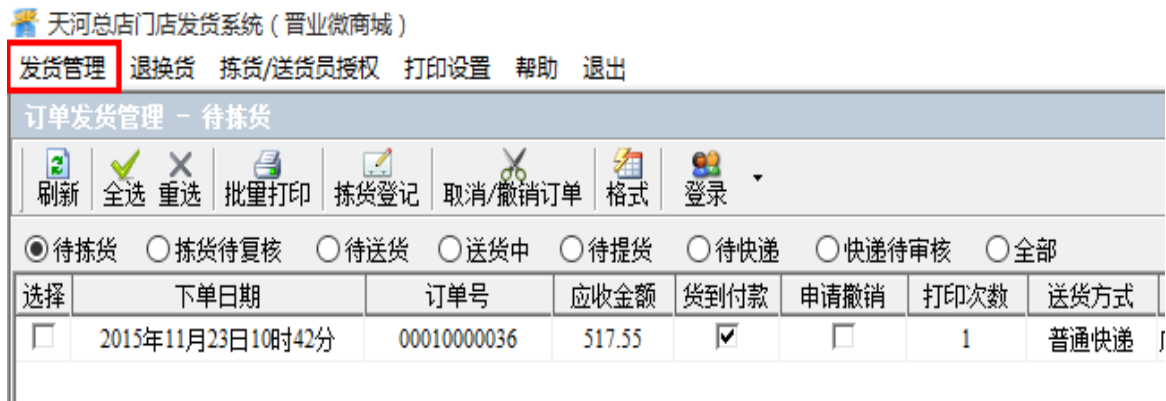 天河总店门店发货系统（晋业微商城）
发货管理 退换货 拣货/送货员授权 打印设置 帮助 退出
订单发货管理 - 待拣货
刷新 全选 重选 批量打印 拣货登记 取消/撤销订单 格式 登录
待拣货 拣货待复核 待送货 送货中 待提货 待快递 快递待审核 全部
选择 下单日期 订单号 应收金额 货到付款 申请撤销 打印次数 送货方式
2015年11月23日10时42分 00010000036 517.55 1 普通快递